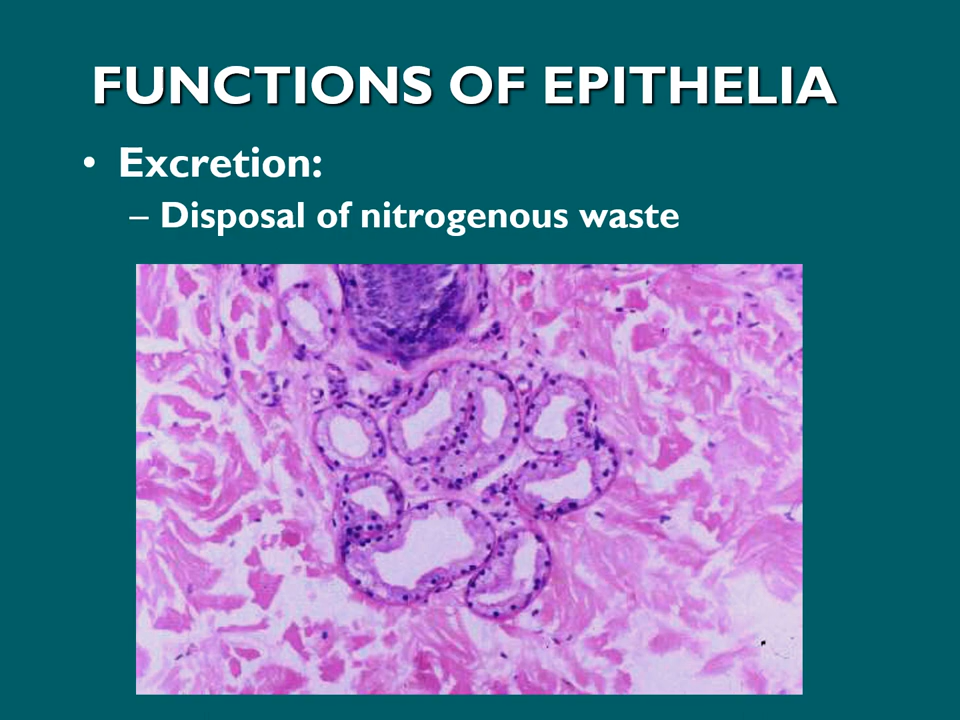 FUNCTIONS OF EPITHELIA
• Excretion:
– Disposal of nitrogenous waste